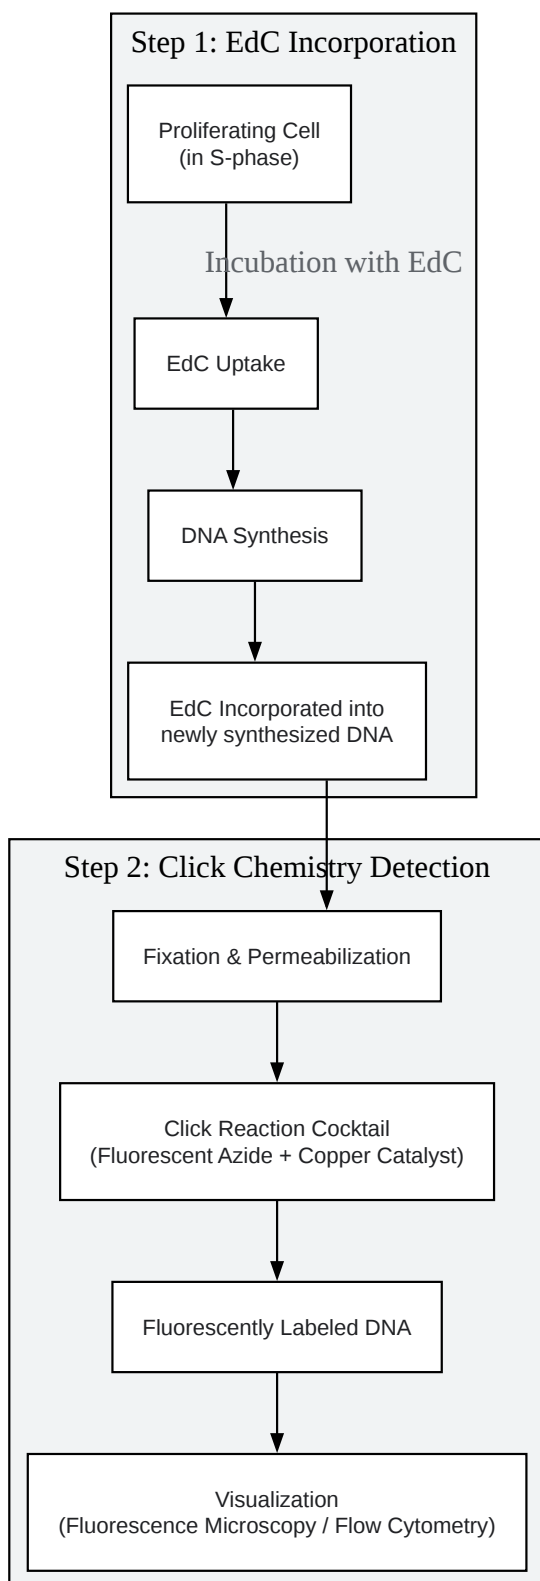 Step 1: EdC Incorporation
Proliferating Cell
(in S-phase)
Incubation with EdC
EdC Uptake
DNA Synthesis
EdC Incorporated into
newly synthesized DNA
Step 2: Click Chemistry Detection
Fixation & Permeabilization
Click Reaction Cocktail
(Fluorescent Azide + Copper Catalyst)
Fluorescently Labeled DNA
Visualization
(Fluorescence Microscopy / Flow Cytometry)